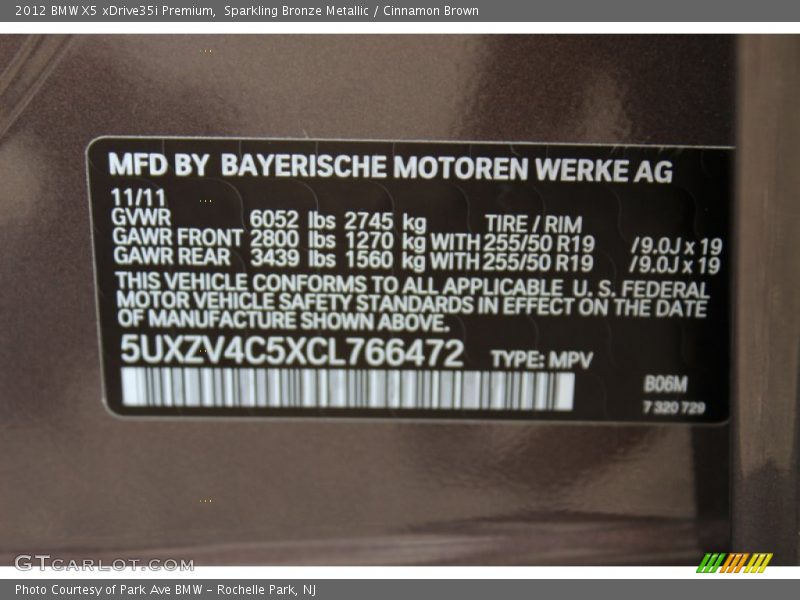 2012 BMW X5 xDrive35i Premium,  Sparkling Bronze Metallic / Cinnamon Brown
MFD BY BAYERISCHE MOTOREN WERKE AG
11/11
GVWR 6052 lbs 2745 kg TIRE / RIM
GAWR FRONT 2800 lbs 1270 kg WITH 255/50 R19 /9.0J x 19
GAWR REAR 3439 lbs 1560 kg WITH 255/50 R19 /9.0J x 19
THIS VEHICLE CONFORMS TO ALL APPLICABLE U.S. FEDERAL
MOTOR VEHICLE SAFETY STANDARDS IN EFFECT ON THE DATE
OF MANUFACTURE SHOWN ABOVE.
5UXZV4C5XCL766472 TYPE: MPV
B06M
7 320 729
GTCARLOT.COM
Photo Courtesy of Park Ave BMW - Rochelle Park, NJ